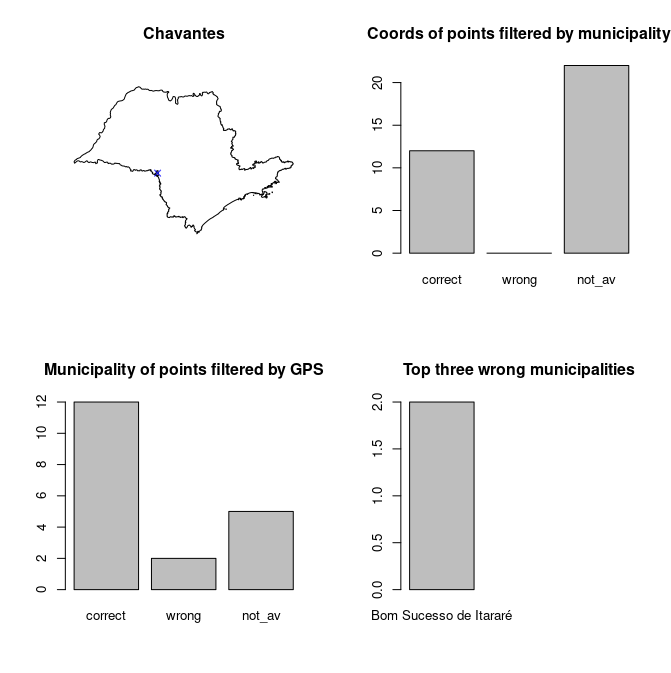 Chavantes
Coords of points filtered by municipality
20
15
10
5
0
correct wrong not_av
Municipality of points filtered by GPS
12
10
8
6
4
2
0
correct wrong not_av
Top three wrong municipalities
2.0
1.5
1.0
0.5
0.0
Bom Sucesso de Itararé